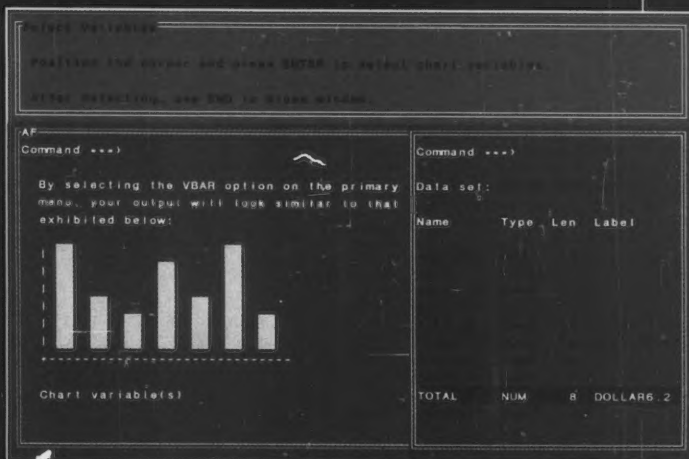 Select Variables
Position the cursor and press ENTER to select chart variables.
After selecting, use END to close window.
AF
Command ===>
By selecting the VBAR option on the primary
menu, your output will look similar to that
exhibited below:
Chart variable(s)
Command ===>
Data set:
Name Type Len Label
TOTAL NUM 8 DOLLAR6.2